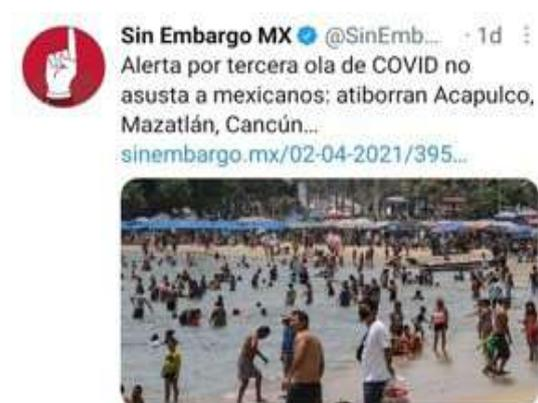 Sin Embargo MX @SinEmb... · 1d
Alerta por tercera ola de COVID no
asusta a mexicanos: atiborran Acapulco,
Mazatlán, Cancún...
sinembargo.mx/02-04-2021/395...